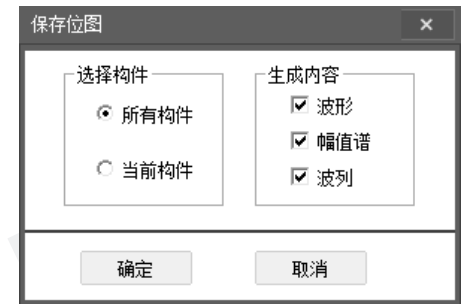 保存位图
选择构件
所有构件
当前构件
生成内容
波形
幅值谱
波列
确定
取消